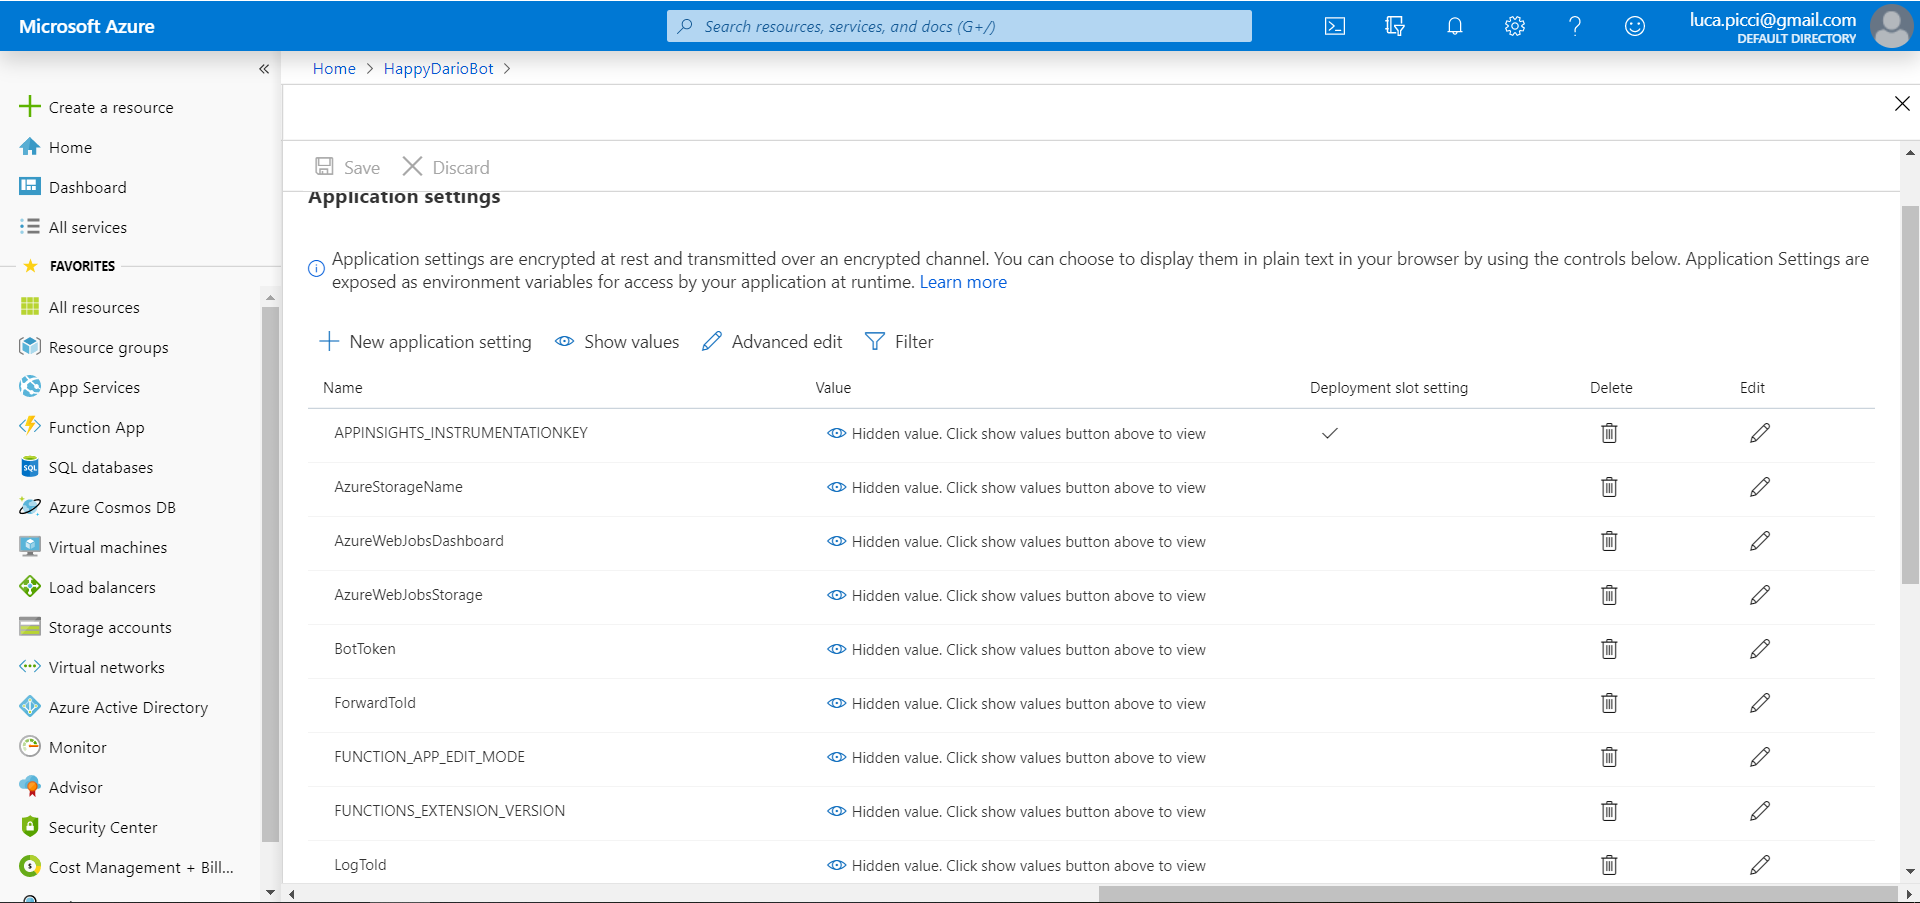 Microsoft Azure
Search resources, services, and docs (G+/)
luca.picci@gmail.com
DEFAULT DIRECTORY
Home > HappyDarioBot >
Create a resource
Home
Dashboard
All services
FAVORITES
All resources
Resource groups
App Services
Function App
SQL databases
Azure Cosmos DB
Virtual machines
Load balancers
Storage accounts
Virtual networks
Azure Active Directory
Monitor
Advisor
Security Center
Cost Management + Bill...
Save Discard
Application settings
Application settings are encrypted at rest and transmitted over an encrypted channel. You can choose to display them in plain text in your browser by using the controls below. Application Settings are
exposed as environment variables for access by your application at runtime. Learn more
New application setting Show values Advanced edit Filter
Name Value Deployment slot setting Delete Edit
APPINSIGHTS_INSTRUMENTATIONKEY Hidden value. Click show values button above to view
AzureStorageName Hidden value. Click show values button above to view
AzureWebJobsDashboard Hidden value. Click show values button above to view
AzureWebJobsStorage Hidden value. Click show values button above to view
BotToken Hidden value. Click show values button above to view
ForwardToId Hidden value. Click show values button above to view
FUNCTION_APP_EDIT_MODE Hidden value. Click show values button above to view
FUNCTIONS_EXTENSION_VERSION Hidden value. Click show values button above to view
LogToId Hidden value. Click show values button above to view